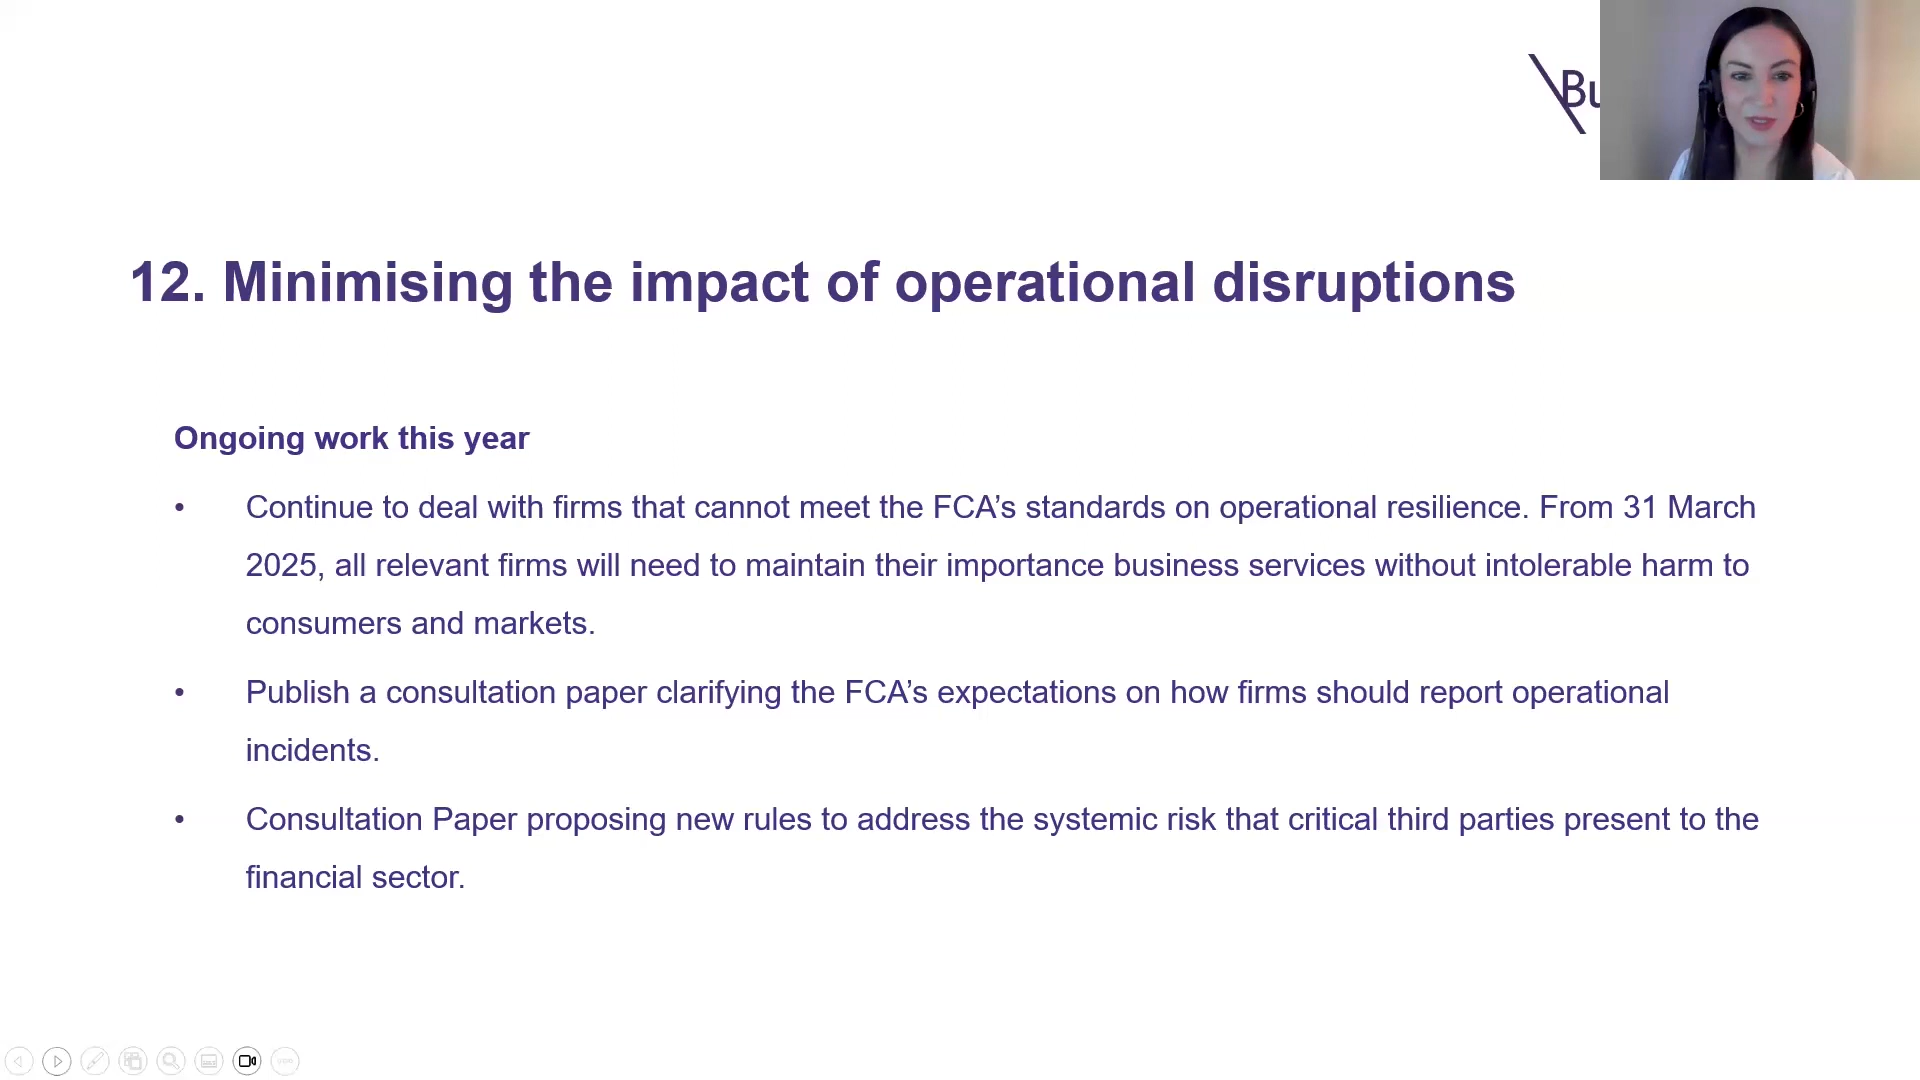 Bu
12. Minimising the impact of operational disruptions
Ongoing work this year
• Continue to deal with firms that cannot meet the FCA’s standards on operational resilience. From 31 March
2025, all relevant firms will need to maintain their importance business services without intolerable harm to
consumers and markets.
• Publish a consultation paper clarifying the FCA’s expectations on how firms should report operational
incidents.
• Consultation Paper proposing new rules to address the systemic risk that critical third parties present to the
financial sector.